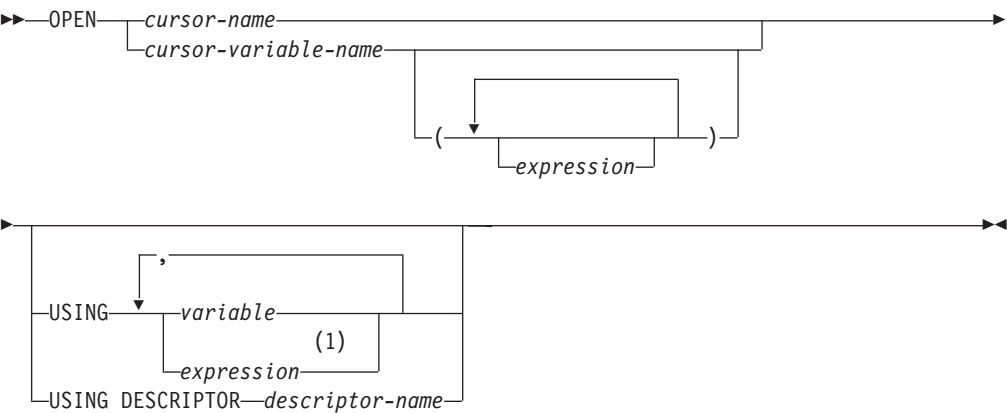 OPEN cursor-name
cursor-variable-name
( )
expression
,
USING variable
(1)
expression
USING DESCRIPTOR descriptor-name